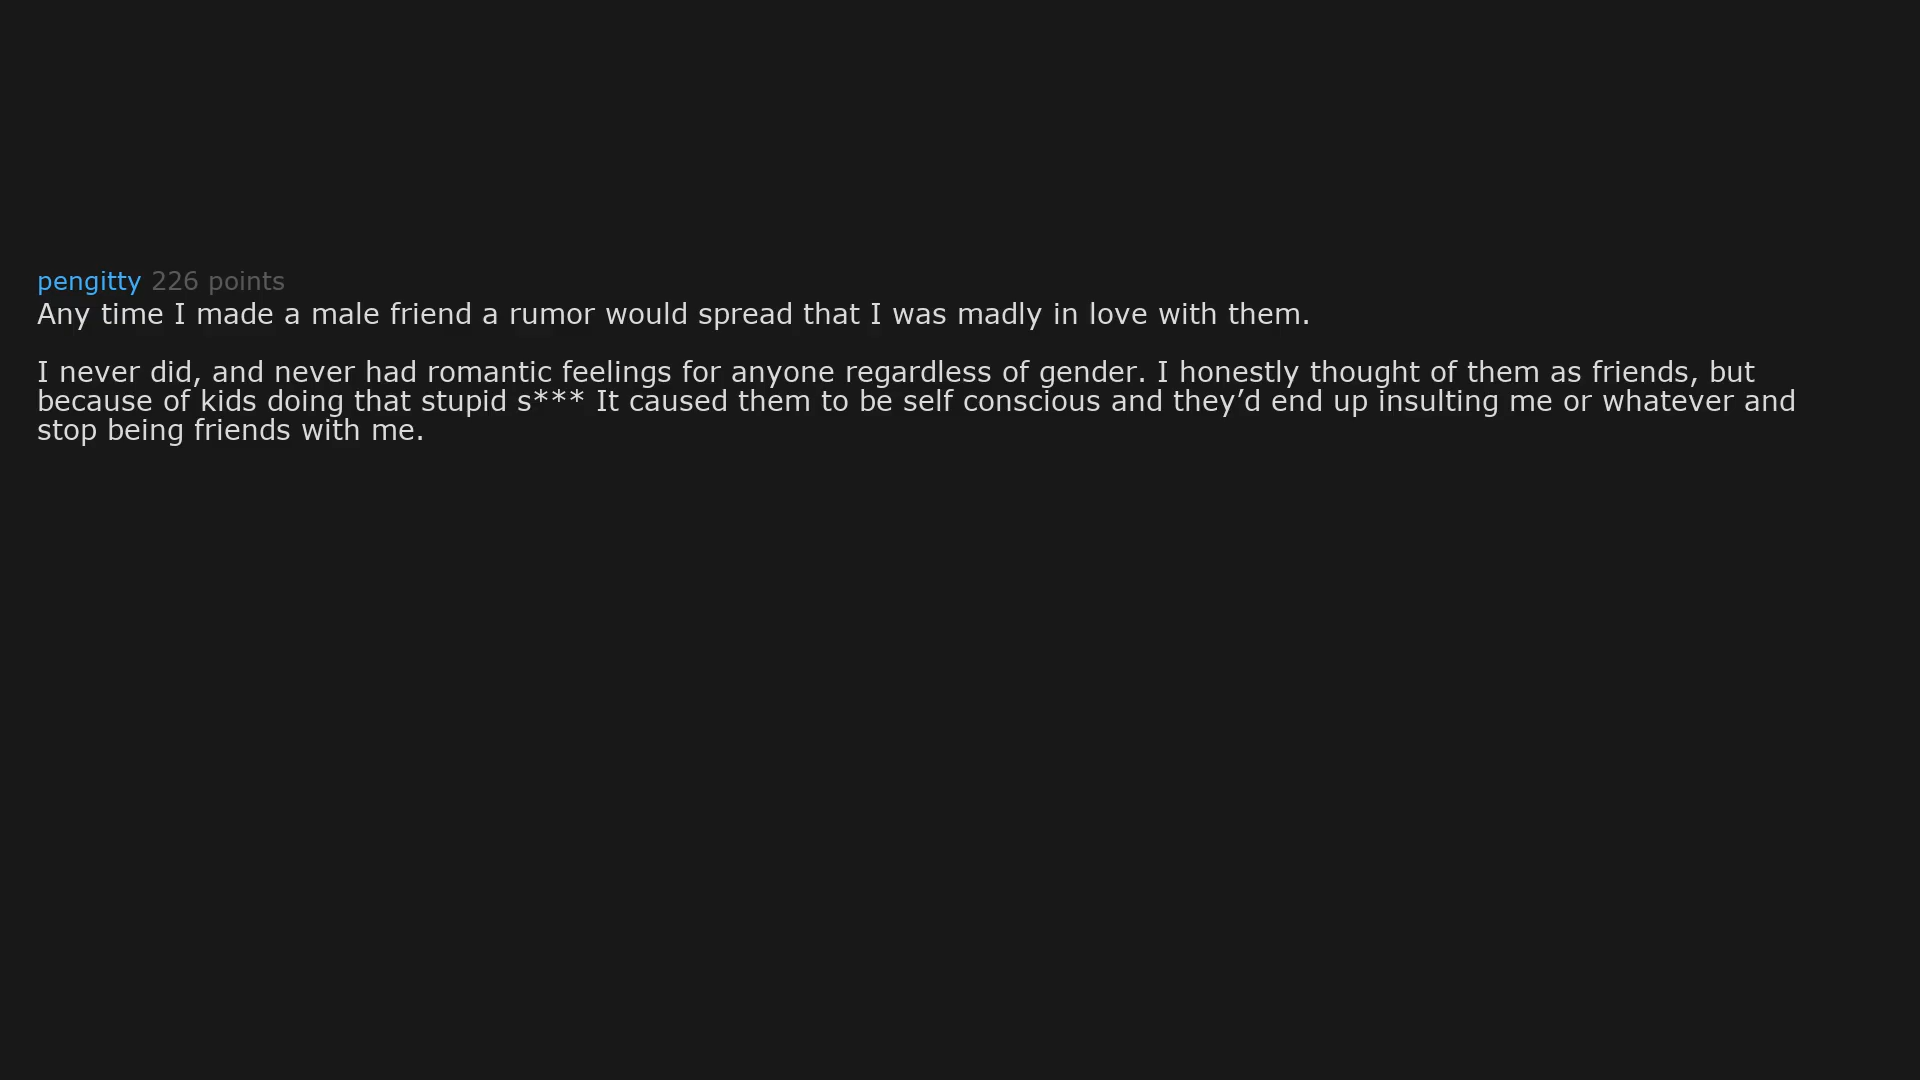 pengitty 226 points
Any time I made a male friend a rumor would spread that I was madly in love with them.
I never did, and never had romantic feelings for anyone regardless of gender. I honestly thought of them as friends, but
because of kids doing that stupid s*** It caused them to be self conscious and they’d end up insulting me or whatever and
stop being friends with me.